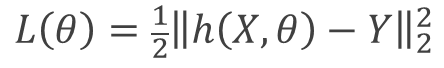 L(θ) = ½‖h(X, θ) − Y‖₂²